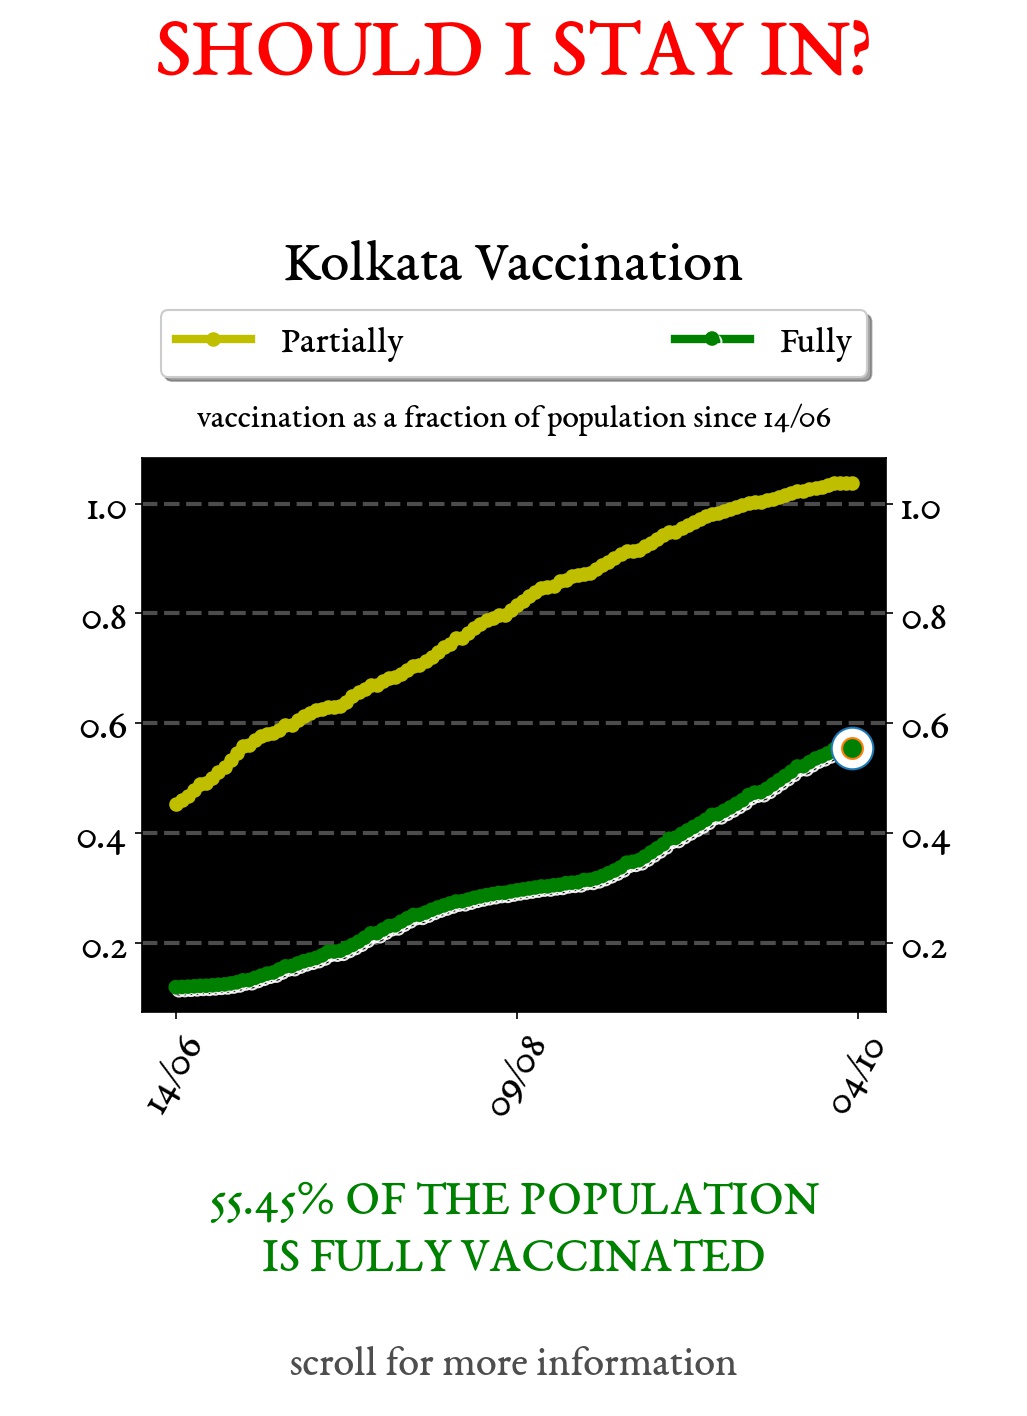 SHOULD I STAY IN?
Kolkata Vaccination
Partially
Fully
vaccination as a fraction of population since 14/06
1.0 1.0
0.8 0.8
0.6 0.6
0.4 0.4
0.2 0.2
14/06 09/08 04/10
55.45% OF THE POPULATION
IS FULLY VACCINATED
scroll for more information